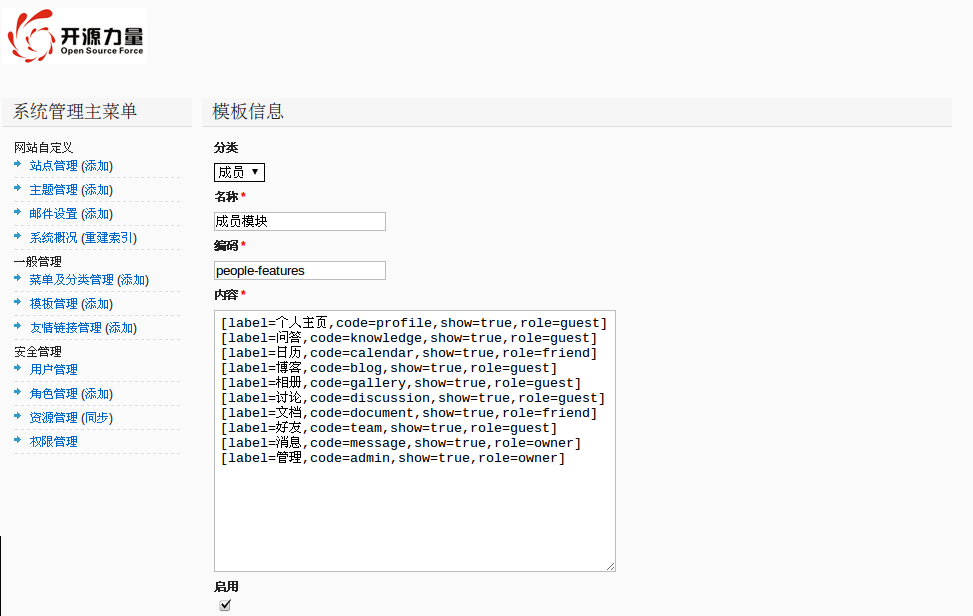 开源力量
Open Source Force
系统管理主菜单
网站自定义
站点管理 (添加)
主题管理 (添加)
邮件设置 (添加)
系统概况 (重建索引)
一般管理
菜单及分类管理 (添加)
模板管理 (添加)
友情链接管理 (添加)
安全管理
用户管理
角色管理 (添加)
资源管理 (同步)
权限管理
模板信息
分类
成员 ▼
名称*
成员模块
编码*
people-features
内容*
[label=个人主页,code=profile,show=true,role=guest]
[label=问答,code=knowledge,show=true,role=guest]
[label=日历,code=calendar,show=true,role=friend]
[label=博客,code=blog,show=true,role=guest]
[label=相册,code=gallery,show=true,role=guest]
[label=讨论,code=discussion,show=true,role=guest]
[label=文档,code=document,show=true,role=friend]
[label=好友,code=team,show=true,role=guest]
[label=消息,code=message,show=true,role=owner]
[label=管理,code=admin,show=true,role=owner]
启用